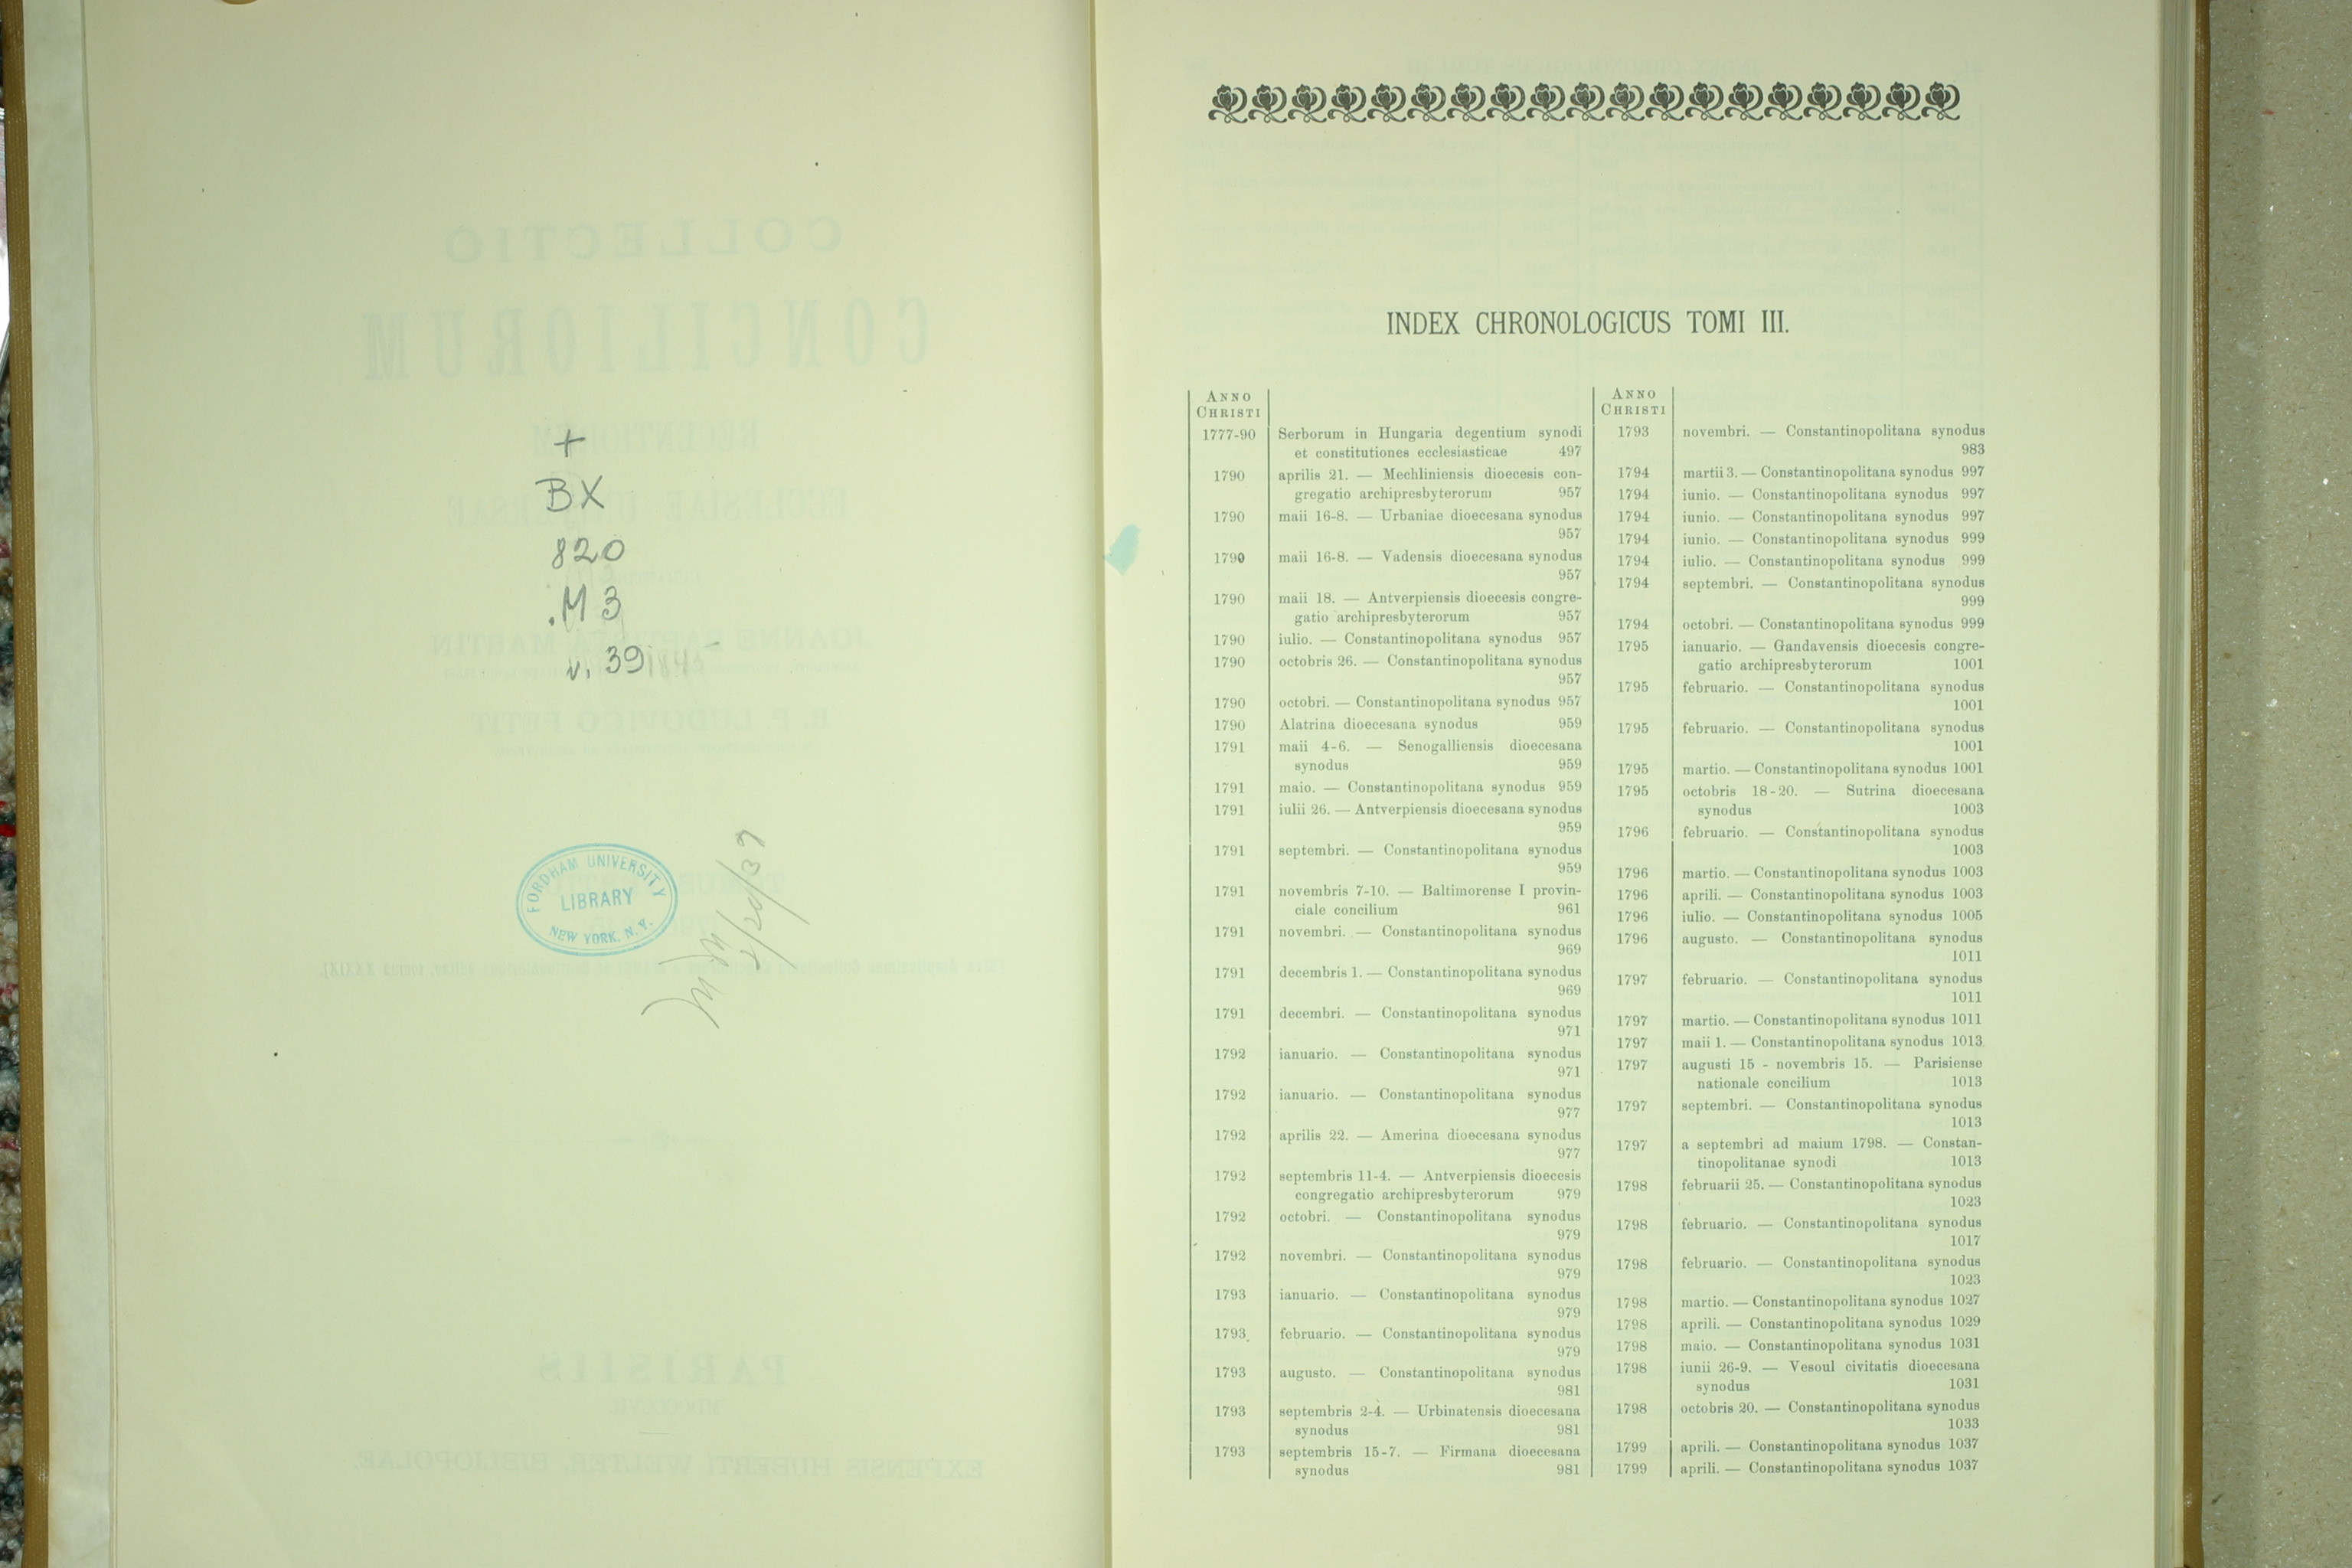 +
BX
820
.M3
v. 39
FORDHAM UNIVERSITY
LIBRARY
NEW YORK, N.Y.
INDEX CHRONOLOGICUS TOMI III.
ANNO
CHRISTI
1777-90 Serborum in Hungaria degentium synodi
et constitutiones ecclesiasticae 497
1790 aprilis 21. — Mechliniensis dioecesis con-
gregatio archipresbyterorum 957
1790 maii 16-8. — Urbaniae dioecesana synodus
957
1790 maii 16-8. — Vadensis dioecesana synodus
957
1790 maii 18. — Antverpiensis dioecesis congre-
gatio archipresbyterorum 957
1790 iulio. — Constantinopolitana synodus 957
1790 octobris 26. — Constantinopolitana synodus
957
1790 octobri. — Constantinopolitana synodus 957
1790 Alatrina dioecesana synodus 959
1791 maii 4-6. — Senogalliensis dioecesana
synodus 959
1791 maio. — Constantinopolitana synodus 959
1791 iulii 26. — Antverpiensis dioecesana synodus
959
1791 septembri. — Constantinopolitana synodus
959
1791 novembris 7-10. — Baltimorense I provin-
ciale concilium 961
1791 novembri. — Constantinopolitana synodus
969
1791 decembris 1. — Constantinopolitana synodus
969
1791 decembri. — Constantinopolitana synodus
971
1792 ianuario. — Constantinopolitana synodus
971
1792 ianuario. — Constantinopolitana synodus
977
1792 aprilis 22. — Amerina dioecesana synodus
977
1792 septembris 11-4. — Antverpiensis dioecesis
congregatio archipresbyterorum 979
1792 octobri. — Constantinopolitana synodus
979
1792 novembri. — Constantinopolitana synodus
979
1793 ianuario. — Constantinopolitana synodus
979
1793 februario. — Constantinopolitana synodus
979
1793 augusto. — Constantinopolitana synodus
981
1793 septembris 2-4. — Urbinatensis dioecesana
synodus 981
1793 septembris 15-7. — Firmana dioecesana
synodus 981
ANNO
CHRISTI
1793 novembri. — Constantinopolitana synodus
983
1794 martii 3. — Constantinopolitana synodus 997
1794 iunio. — Constantinopolitana synodus 997
1794 iunio. — Constantinopolitana synodus 997
1794 iunio. — Constantinopolitana synodus 999
1794 iulio. — Constantinopolitana synodus 999
1794 septembri. — Constantinopolitana synodus
999
1794 octobri. — Constantinopolitana synodus 999
1795 ianuario. — Gandavensis dioecesis congre-
gatio archipresbyterorum 1001
1795 februario. — Constantinopolitana synodus
1001
1795 februario. — Constantinopolitana synodus
1001
1795 martio. — Constantinopolitana synodus 1001
1795 octobris 18-20. — Sutrina dioecesana
synodus 1003
1796 februario. — Constantinopolitana synodus
1003
1796 martio. — Constantinopolitana synodus 1003
1796 aprili. — Constantinopolitana synodus 1003
1796 iulio. — Constantinopolitana synodus 1005
1796 augusto. — Constantinopolitana synodus
1011
1797 februario. — Constantinopolitana synodus
1011
1797 martio. — Constantinopolitana synodus 1011
1797 maii 1. — Constantinopolitana synodus 1013
1797 augusti 15 - novembris 15. — Parisiense
nationale concilium 1013
1797 septembri. — Constantinopolitana synodus
1013
1797 a septembri ad maium 1798. — Constan-
tinopolitanae synodi 1013
1798 februarii 25. — Constantinopolitana synodus
1023
1798 februario. — Constantinopolitana synodus
1017
1798 februario. — Constantinopolitana synodus
1023
1798 martio. — Constantinopolitana synodus 1027
1798 aprili. — Constantinopolitana synodus 1029
1798 maio. — Constantinopolitana synodus 1031
1798 iunii 26-9. — Vesoul civitatis dioecesana
synodus 1031
1798 octobris 20. — Constantinopolitana synodus
1033
1799 aprili. — Constantinopolitana synodus 1037
1799 aprili. — Constantinopolitana synodus 1037